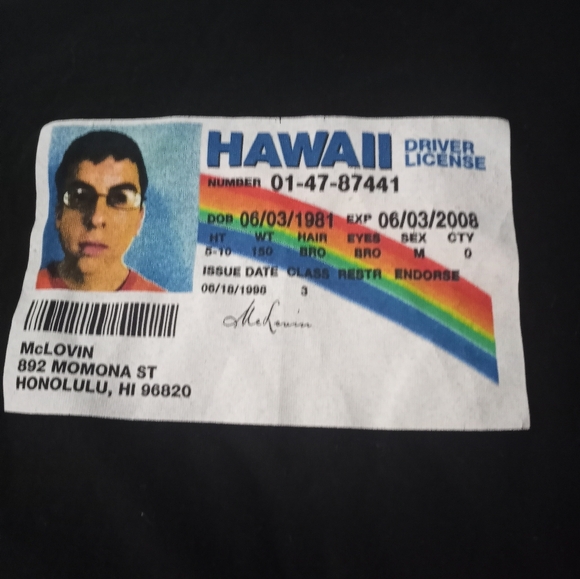 HAWAII DRIVER LICENSE
NUMBER 01-47-87441
DOB 06/03/1981 EXP 06/03/2008
HT WT HAIR EYES SEX CTY
5-10 150 BRO BRO M 0
ISSUE DATE CLASS RESTR ENDORSE
06/18/1998 3
McLovin
McLOVIN
892 MOMONA ST
HONOLULU, HI 96820